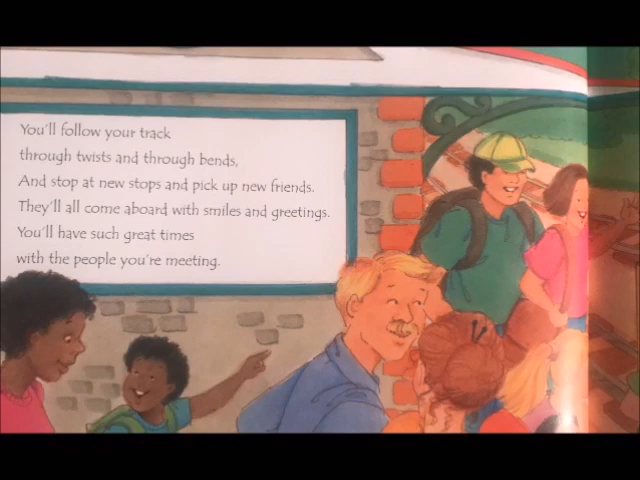 You'll follow your track
through twists and through bends,
And stop at new stops and pick up new friends.
They'll all come aboard with smiles and greetings.
You'll have such great times
with the people you're meeting.